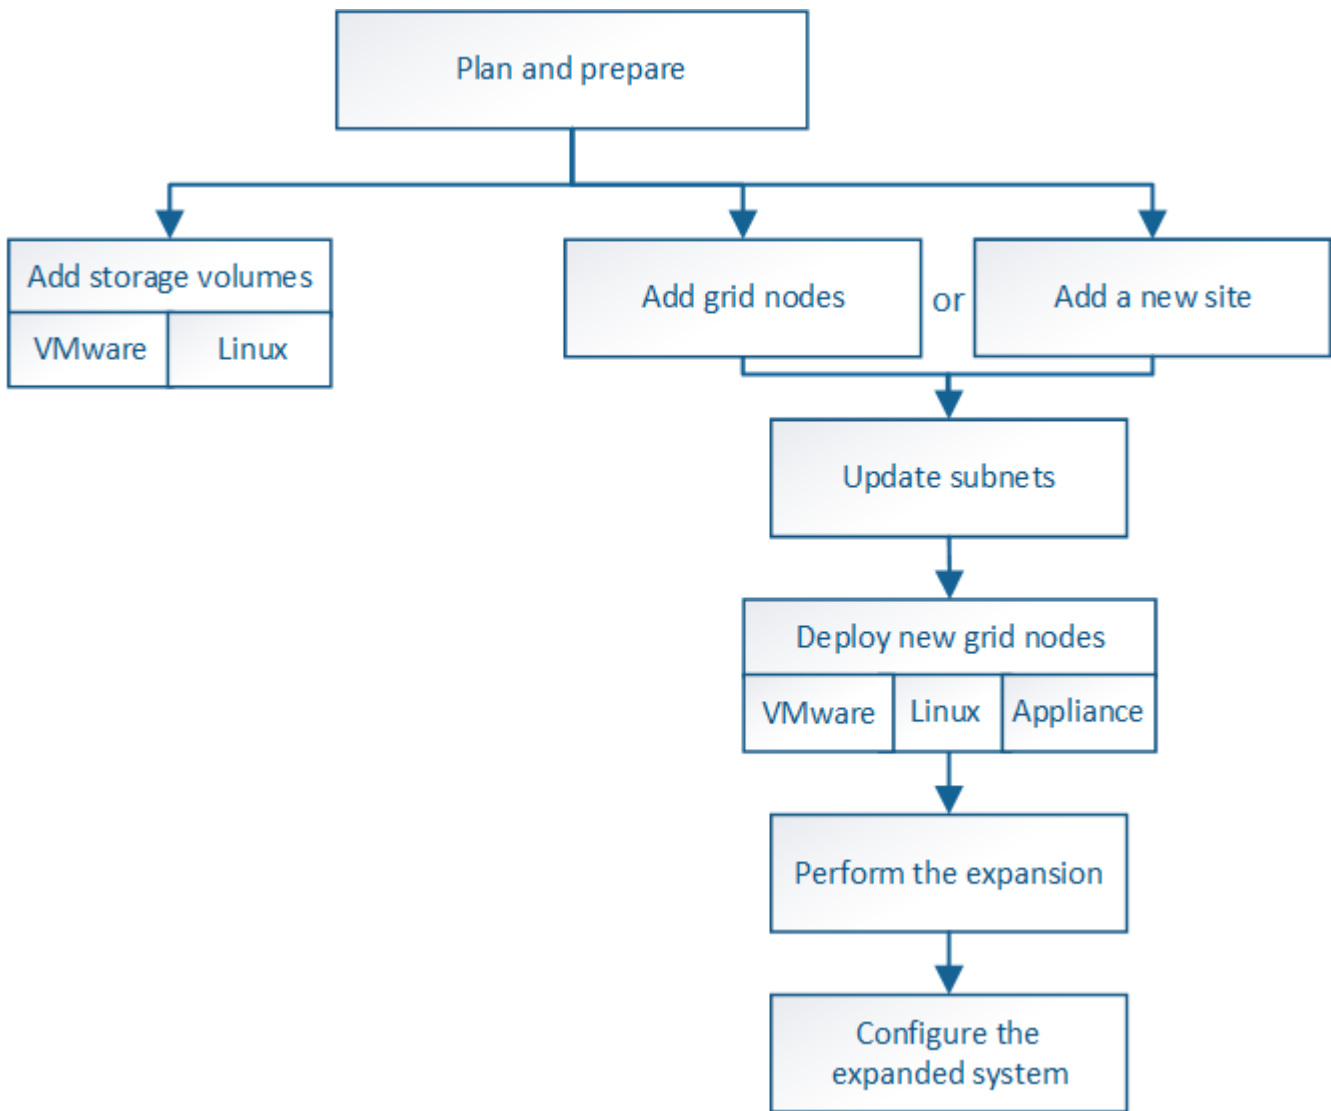 Plan and prepare
Add storage volumes
VMware
Linux
Add grid nodes
or
Add a new site
Update subnets
Deploy new grid nodes
VMware
Linux
Appliance
Perform the expansion
Configure the
expanded system